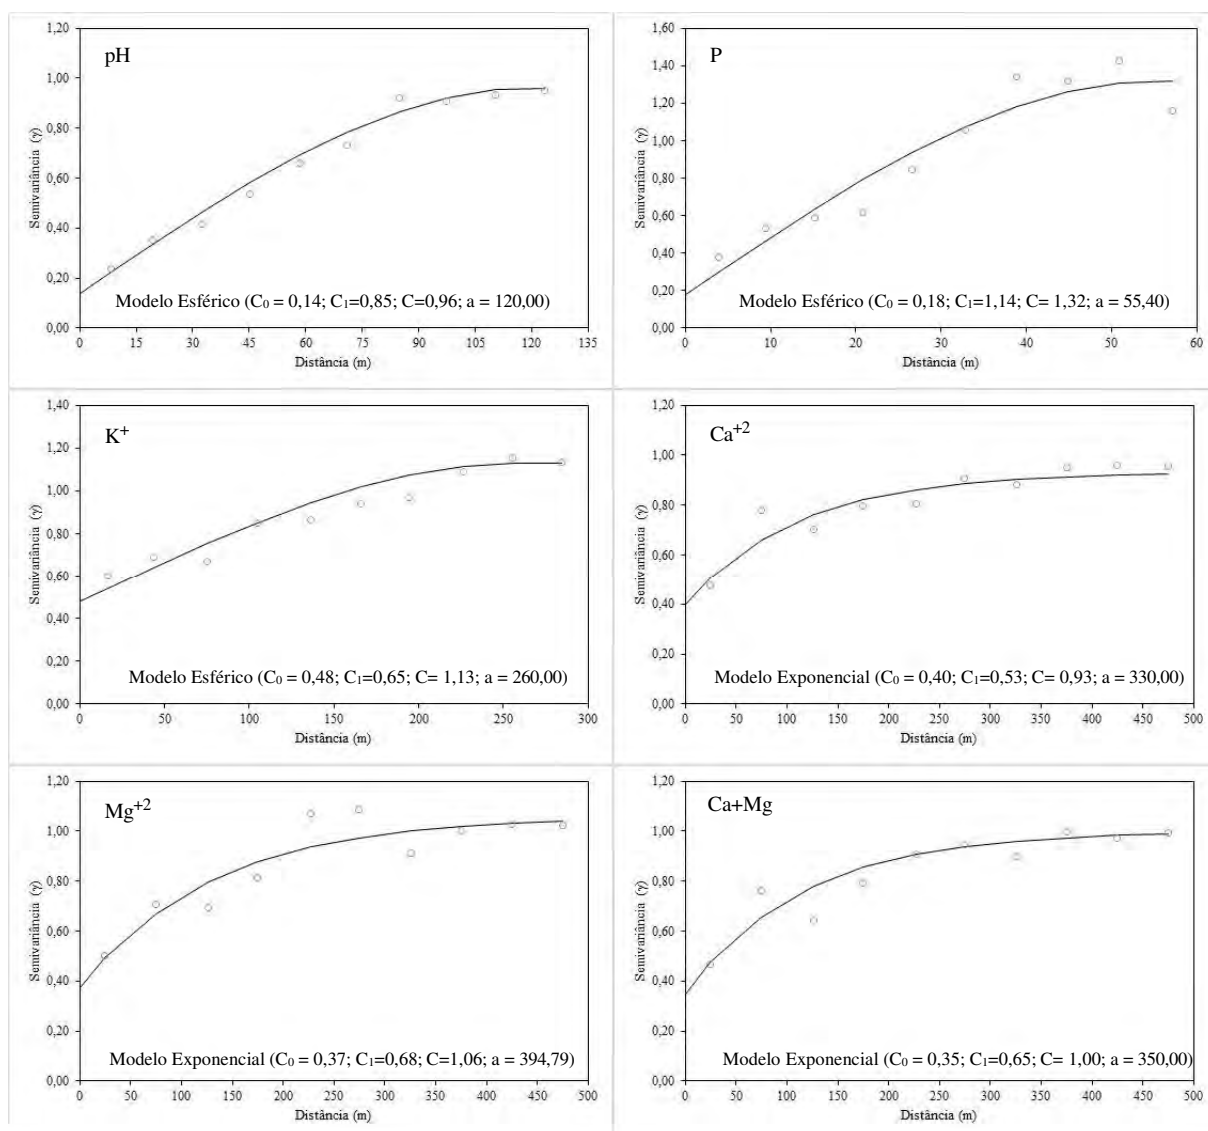 pH
Semivariância (γ)
1,20
1,00
0,80
0,60
0,40
0,20
0,00
Modelo Esférico (C₀ = 0,14; C₁=0,85; C=0,96; a = 120,00)
0 15 30 45 60 75 90 105 120 135
Distância (m)
P
Semivariância (γ)
1,60
1,40
1,20
1,00
0,80
0,60
0,40
0,20
0,00
Modelo Esférico (C₀ = 0,18; C₁=1,14; C= 1,32; a = 55,40)
0 10 20 30 40 50 60
Distância (m)
K⁺
Semivariância (γ)
1,40
1,20
1,00
0,80
0,60
0,40
0,20
0,00
Modelo Esférico (C₀ = 0,48; C₁=0,65; C= 1,13; a = 260,00)
0 50 100 150 200 250 300
Distância (m)
Ca⁺²
Semivariância (γ)
1,20
1,00
0,80
0,60
0,40
0,20
0,00
Modelo Exponencial (C₀ = 0,40; C₁=0,53; C= 0,93; a = 330,00)
0 50 100 150 200 250 300 350 400 450 500
Distância (m)
Mg⁺²
Semivariância (γ)
1,20
1,00
0,80
0,60
0,40
0,20
0,00
Modelo Exponencial (C₀ = 0,37; C₁=0,68; C=1,06; a = 394,79)
0 50 100 150 200 250 300 350 400 450 500
Distância (m)
Ca+Mg
Semivariância (γ)
1,20
1,00
0,80
0,60
0,40
0,20
0,00
Modelo Exponencial (C₀ = 0,35; C₁=0,65; C= 1,00; a = 350,00)
0 50 100 150 200 250 300 350 400 450 500
Distância (m)